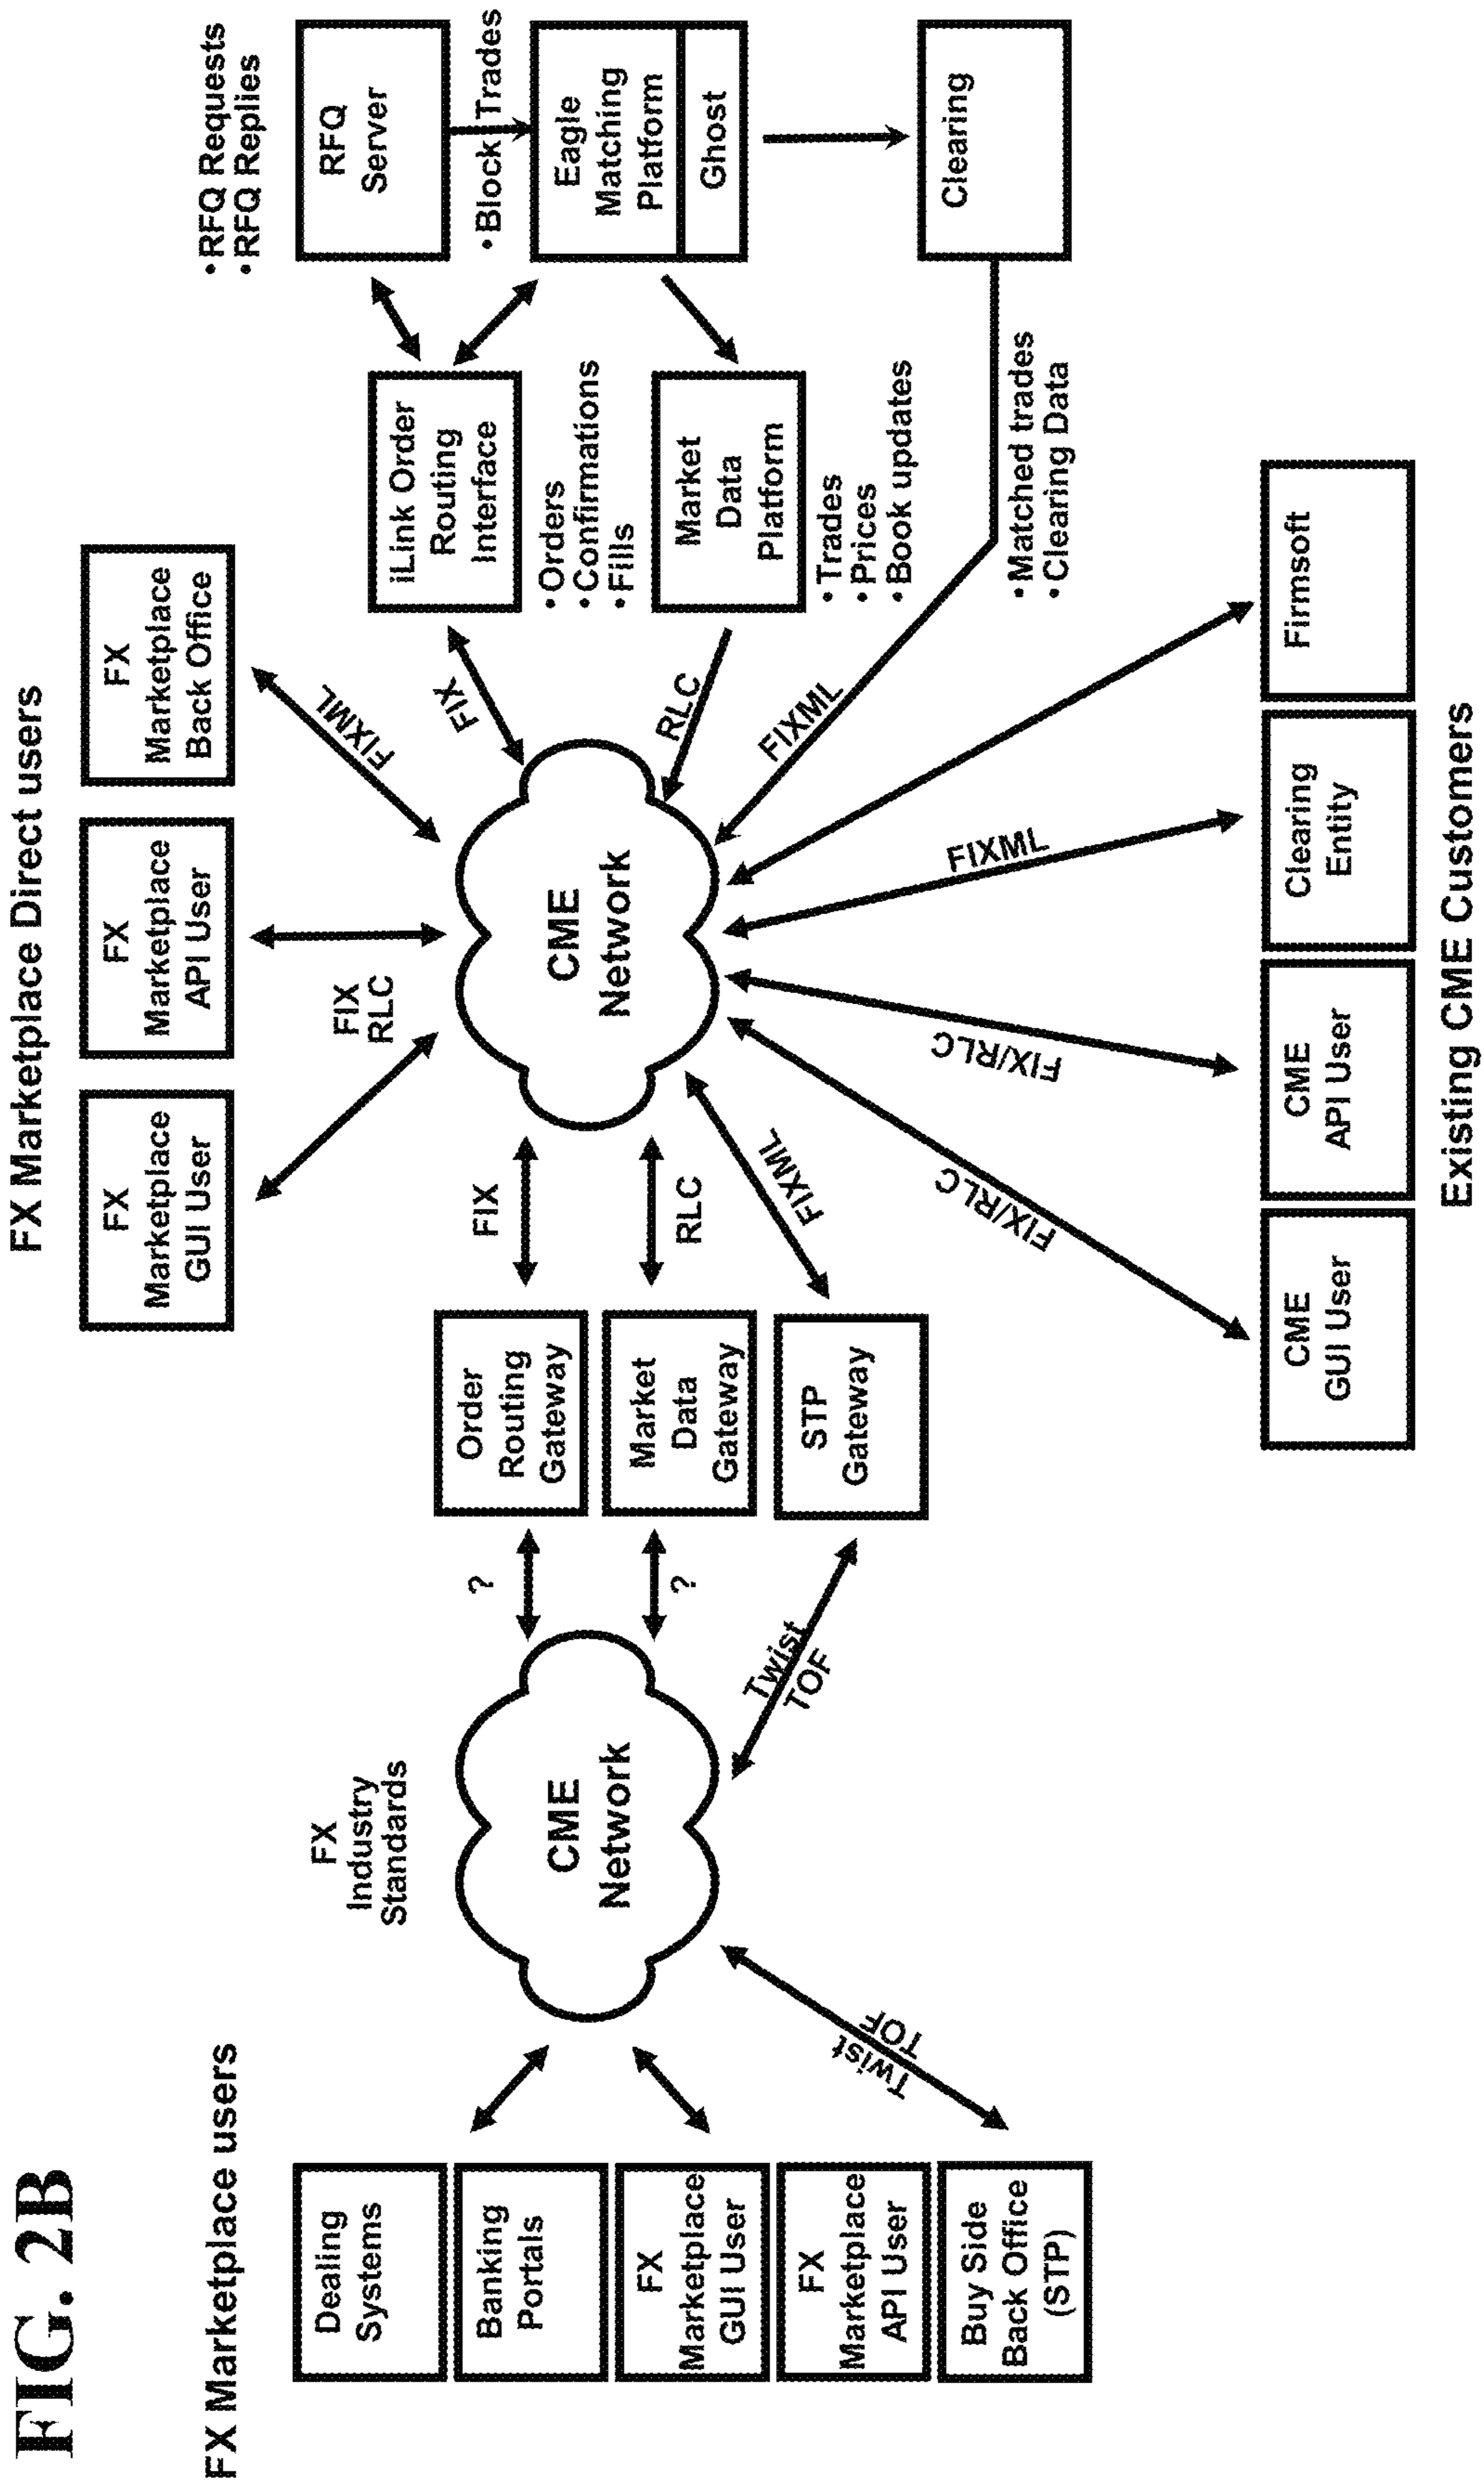 FIG. 2B
FX Marketplace users
Dealing
Systems
Banking
Portals
FX
Marketplace
GUI User
FX
Marketplace
API User
Buy Side
Back Office
(STP)
FX
Industry
Standards
CME
Network
Twist
TOF
?
?
Twist
TOF
Order
Routing
Gateway
Market
Data
Gateway
STP
Gateway
FIX
RLC
FIXML
FX Marketplace Direct users
FX
Marketplace
GUI User
FX
Marketplace
API User
FX
Marketplace
Back Office
FIX
RLC
FIXML
CME
Network
FIX
RLC
FIXML
iLink Order
Routing
Interface
•Orders
•Confirmations
•Fills
Market
Data
Platform
•Trades
•Prices
•Book updates
•RFQ Requests
•RFQ Replies
RFQ
Server
•Block Trades
Eagle
Matching
Platform
Ghost
Clearing
•Matched trades
•Clearing Data
FIX/RLC
FIX/RLC
FIXML
CME
GUI User
CME
API User
Clearing
Entity
Firmsoft
Existing CME Customers